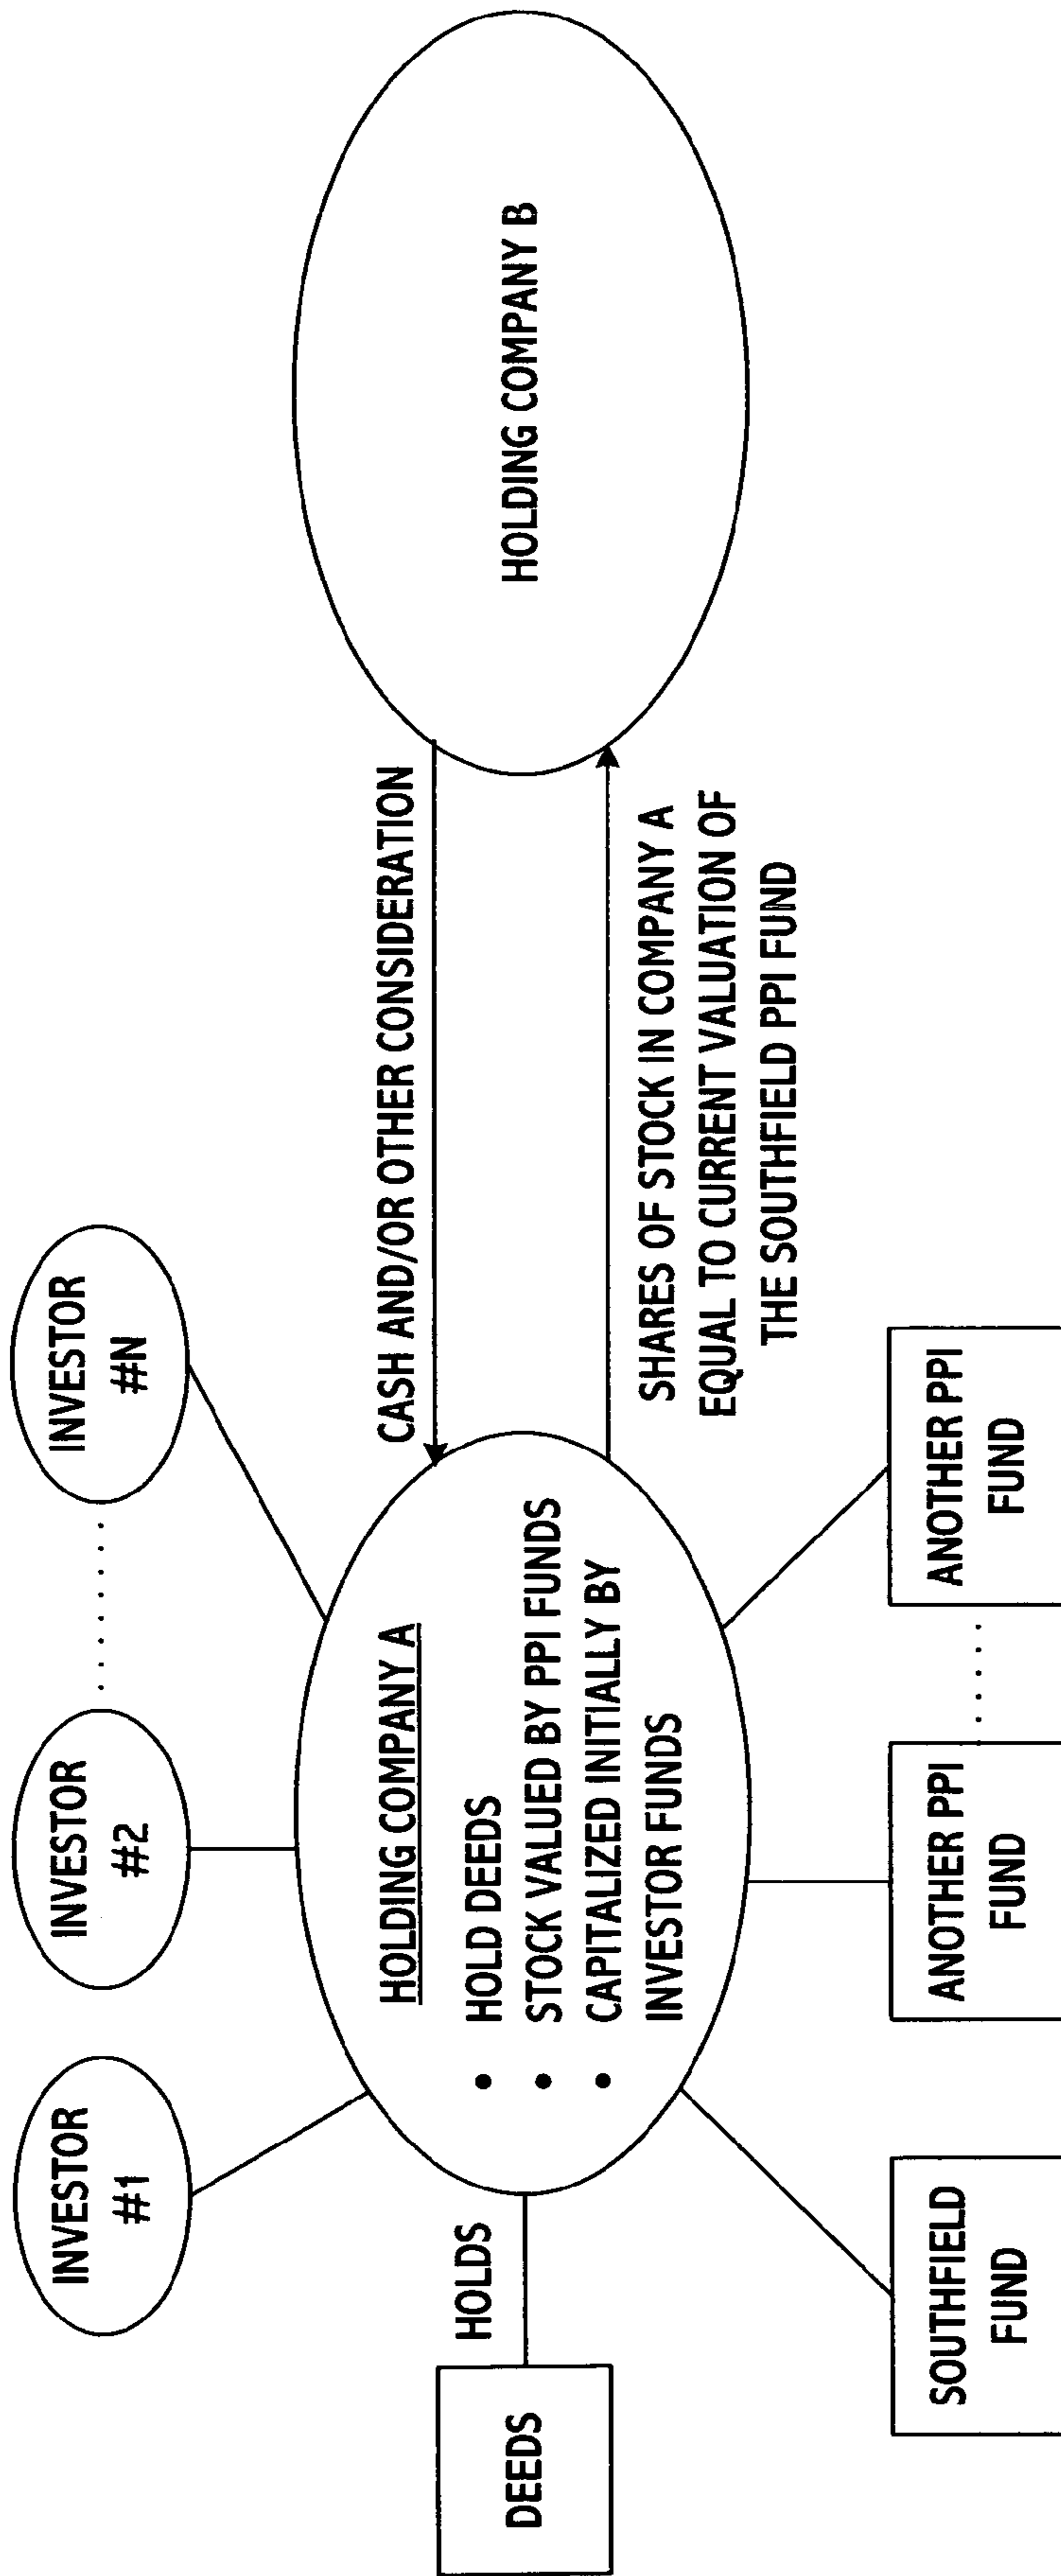 INVESTOR
#1
INVESTOR
#2
. . . . . . .
INVESTOR
#N
DEEDS
HOLDS
HOLDING COMPANY A
• HOLD DEEDS
• STOCK VALUED BY PPI FUNDS
• CAPITALIZED INITIALLY BY
INVESTOR FUNDS
CASH AND/OR OTHER CONSIDERATION
SHARES OF STOCK IN COMPANY A
EQUAL TO CURRENT VALUATION OF
THE SOUTHFIELD PPI FUND
HOLDING COMPANY B
SOUTHFIELD
FUND
ANOTHER PPI
FUND
. . . . . .
ANOTHER PPI
FUND